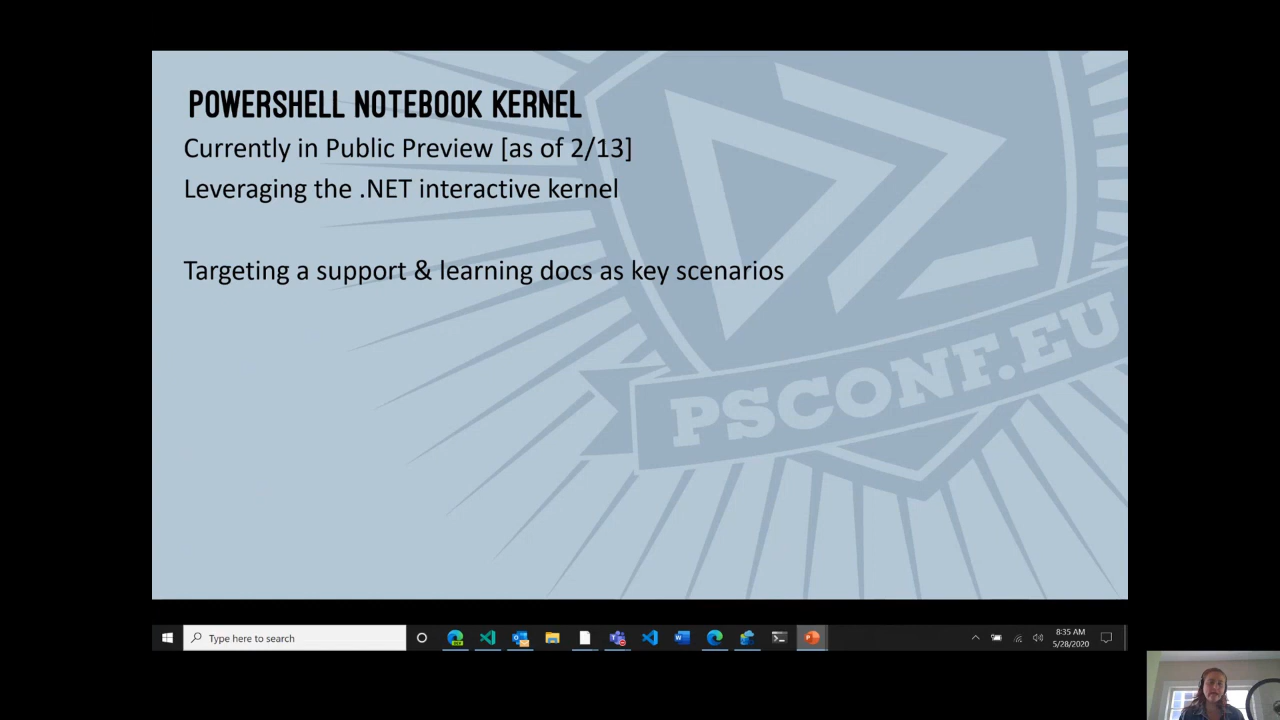 POWERSHELL NOTEBOOK KERNEL
Currently in Public Preview [as of 2/13]
Leveraging the .NET interactive kernel
Targeting a support & learning docs as key scenarios
PSCONF.EU
Type here to search
8:35 AM
5/28/2020